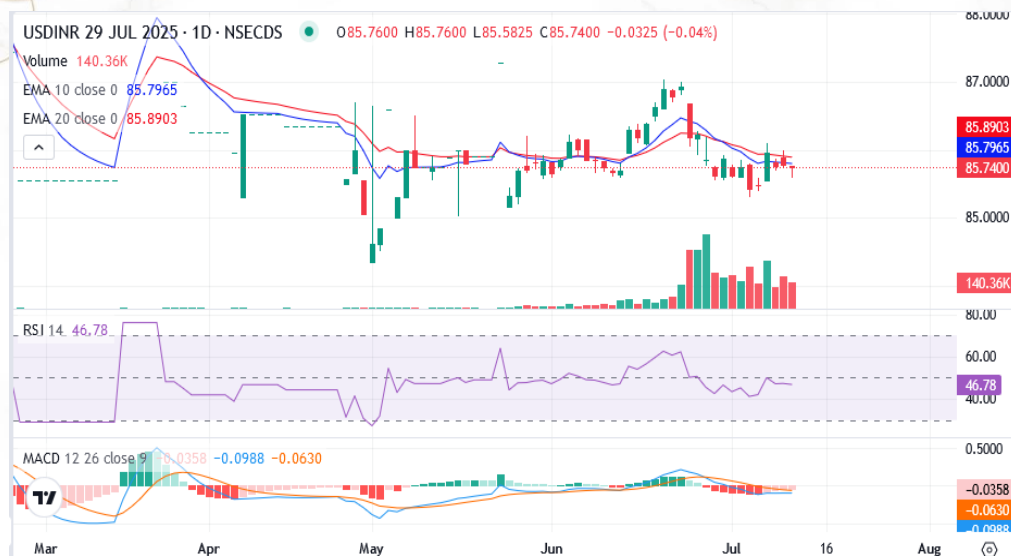 USDINR 29 JUL 2025 · 1D · NSECDS O85.7600 H85.7600 L85.5825 C85.7400 −0.0325 (−0.04%)
Volume 140.36K
EMA 10 close 0 85.7965
EMA 20 close 0 85.8903
88.0000
87.0000
85.8903
85.7965
85.7400
85.0000
140.36K
RSI 14 46.78
80.00
60.00
46.78
40.00
MACD 12 26 close 9 −0.0358 −0.0988 −0.0630
0.5000
−0.0358
−0.0630
−0.0988
Mar Apr May Jun Jul 16 Aug